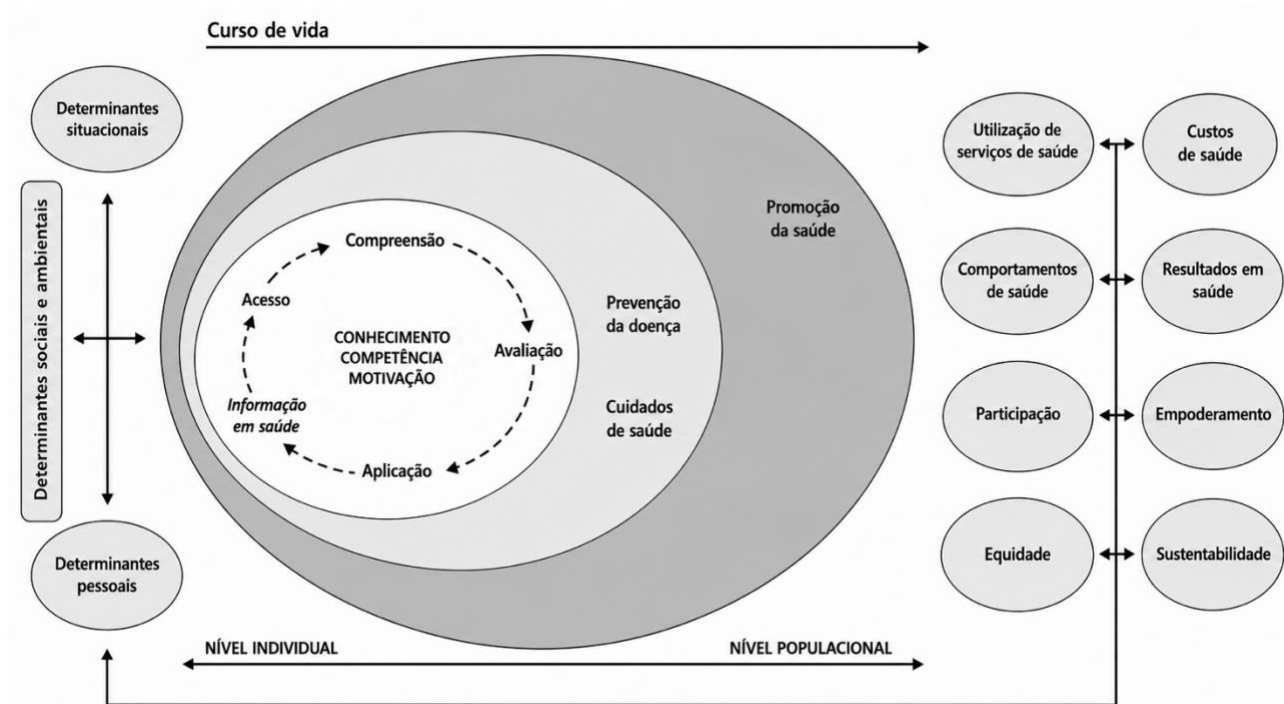 Curso de vida
Determinantes
situacionais
Determinantes sociais e ambientais
Determinantes
pessoais
Compreensão
Acesso
Avaliação
CONHECIMENTO
COMPETÊNCIA
MOTIVAÇÃO
Informação
em saúde
Aplicação
Prevenção
da doença
Cuidados
de saúde
Promoção
da saúde
NÍVEL INDIVIDUAL
NÍVEL POPULACIONAL
Utilização de
serviços de saúde
Custos
de saúde
Comportamentos
de saúde
Resultados em
saúde
Participação
Empoderamento
Equidade
Sustentabilidade